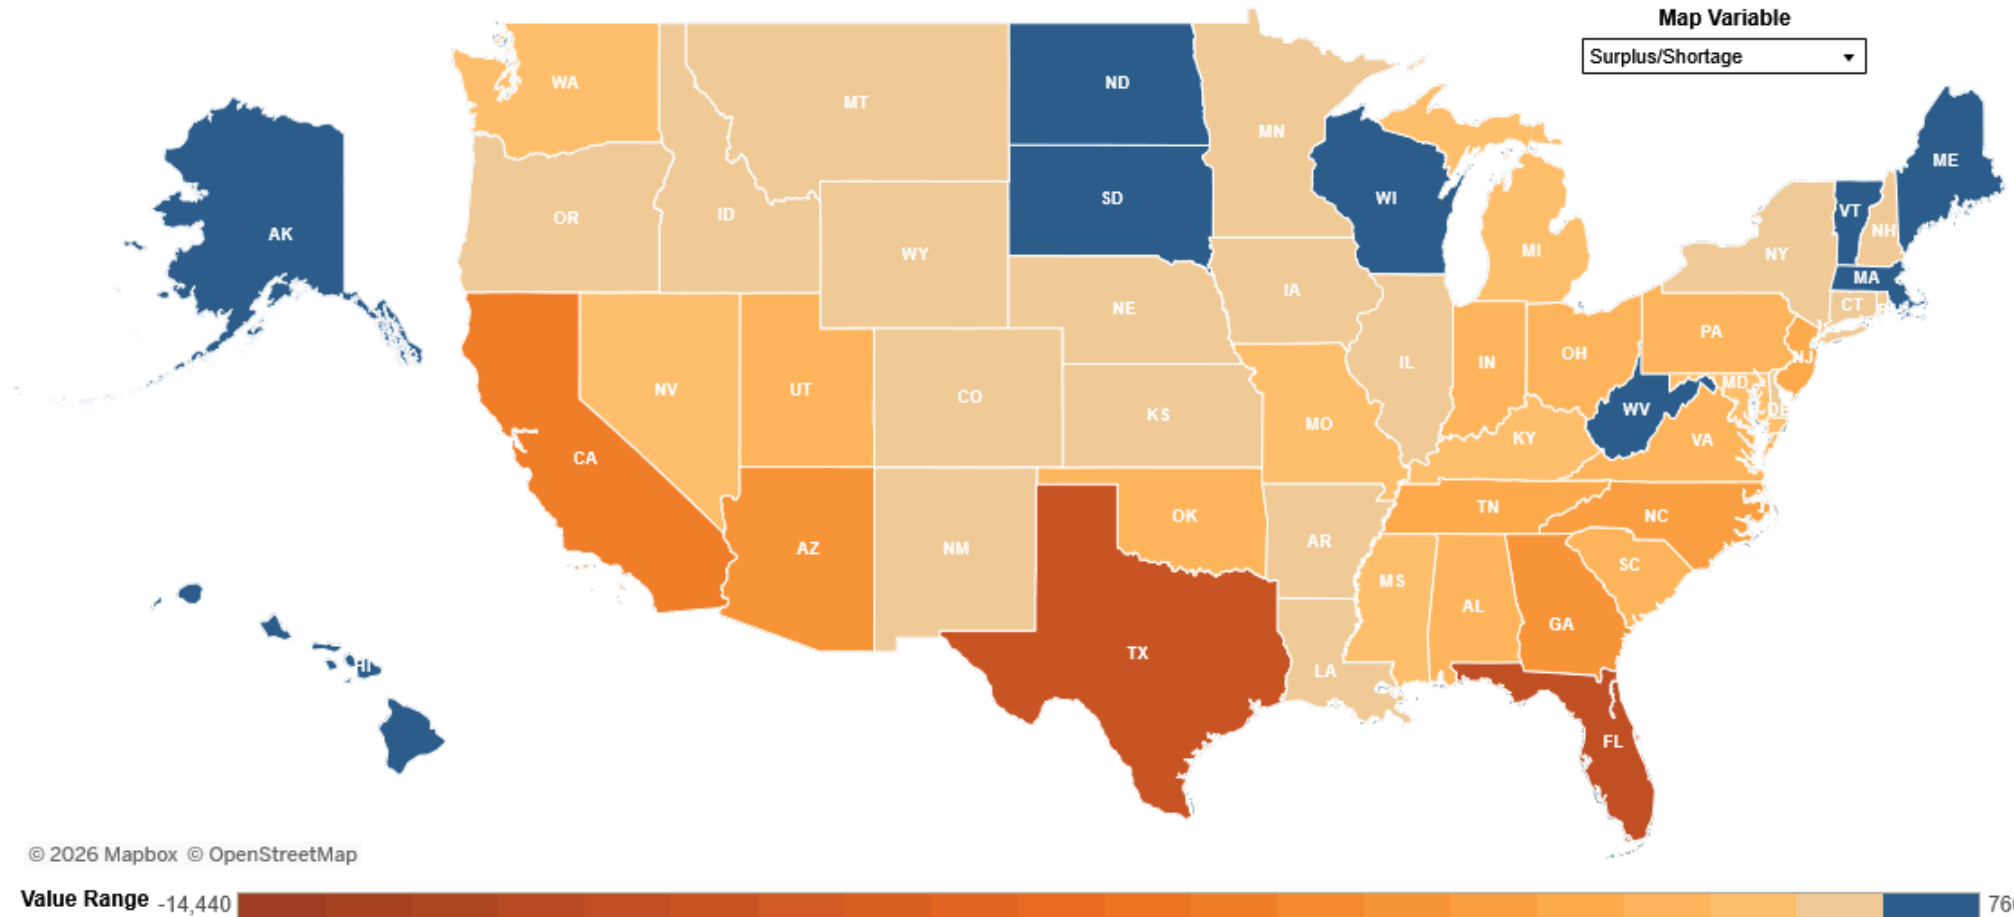 Map Variable
Surplus/Shortage
WA
MT
ND
MN
ME
SD
WI
VT
OR
ID
NH
AK
WY
NY
MI
MA
IA
NE
CT
PA
OH
NJ
IN
IL
MD
NV
UT
CO
KS
WV
DE
MO
KY
VA
CA
TN
OK
NC
AR
AZ
NM
SC
MS
AL
GA
TX
HI
LA
FL
© 2026 Mapbox © OpenStreetMap
Value Range -14,440